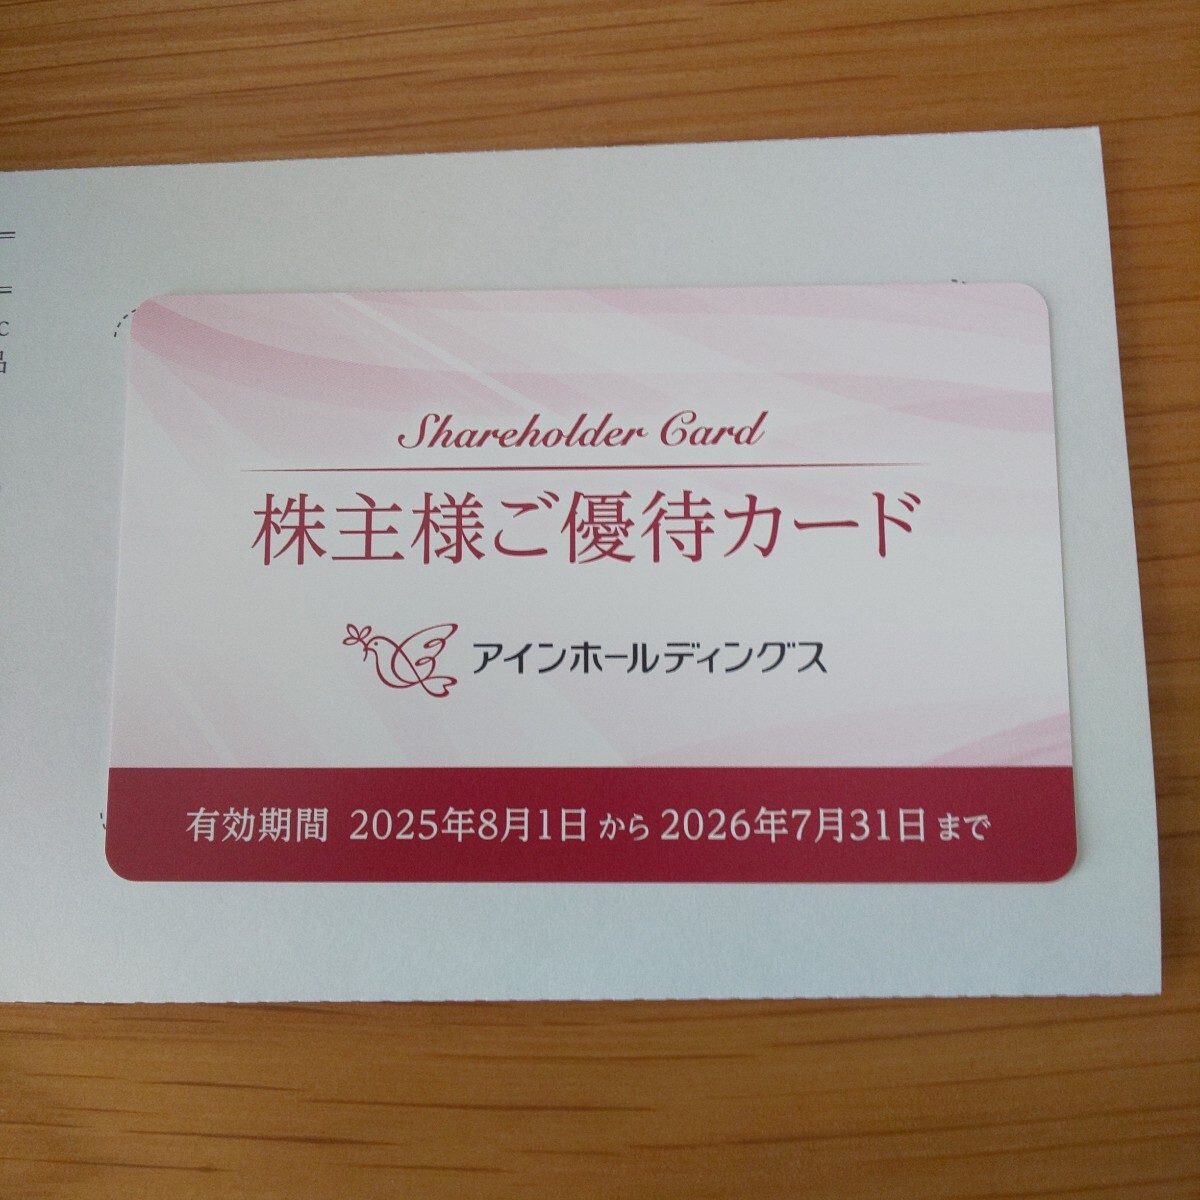 C
品
Shareholder Card
株主様ご優待カード
アインホールディングス
有効期間 2025年8月1日から2026年7月31日まで